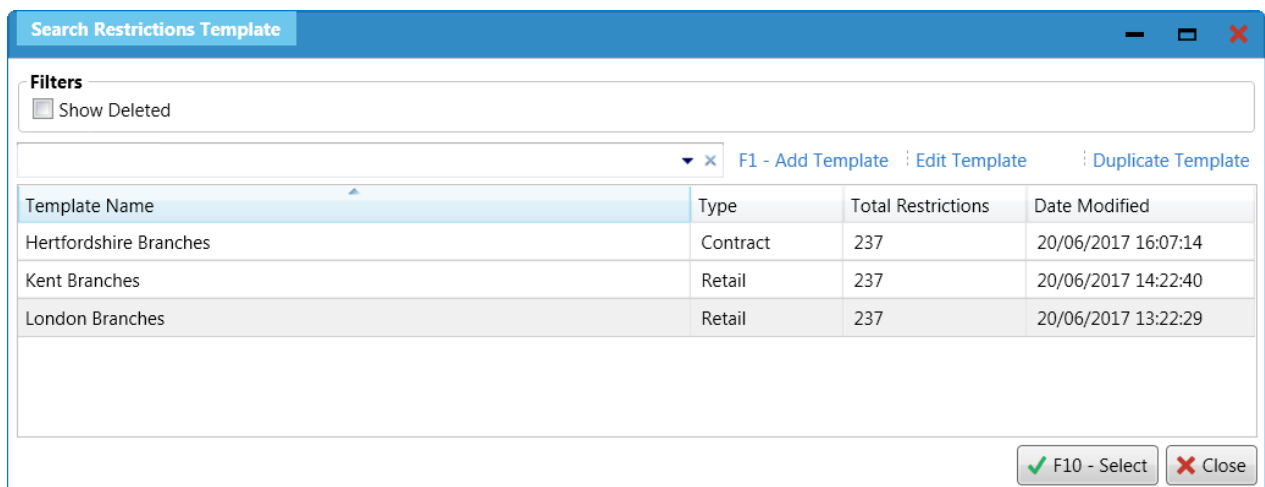 Search Restrictions Template
Filters
Show Deleted
F1 - Add Template Edit Template Duplicate Template
Template Name Type Total Restrictions Date Modified
Hertfordshire Branches Contract 237 20/06/2017 16:07:14
Kent Branches Retail 237 20/06/2017 14:22:40
London Branches Retail 237 20/06/2017 13:22:29
F10 - Select Close